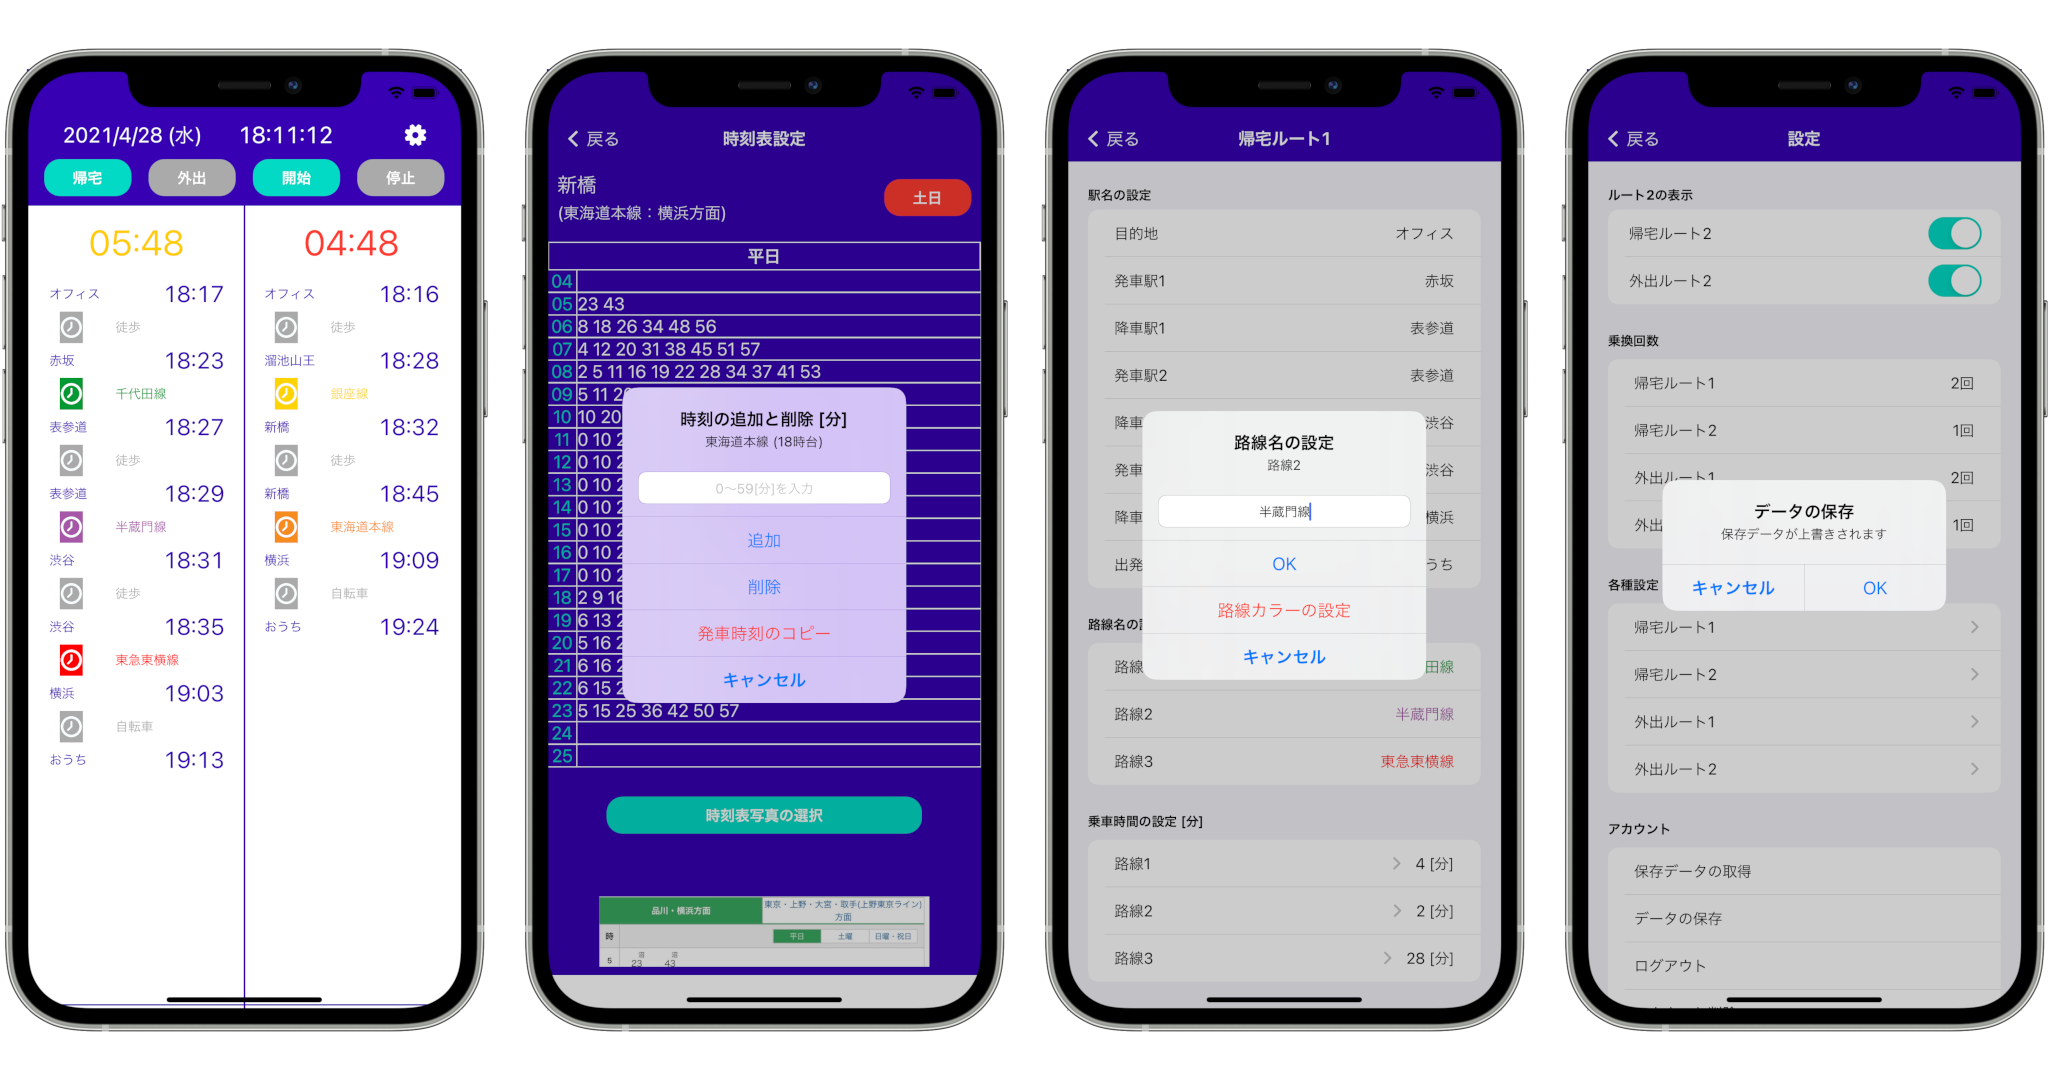 2021/4/28 (水) 18:11:12
帰宅 外出 開始 停止
05:48
オフィス 18:17
徒歩
赤坂 18:23
千代田線
表参道 18:27
徒歩
表参道 18:29
半蔵門線
渋谷 18:31
徒歩
渋谷 18:35
東急東横線
横浜 19:03
自転車
おうち 19:13
04:48
オフィス 18:16
徒歩
溜池山王 18:28
銀座線
新橋 18:32
徒歩
新橋 18:45
東海道本線
横浜 19:09
自転車
おうち 19:24
戻る 時刻表設定
新橋
(東海道本線：横浜方面)
土日
平日
04
05 23 43
06 8 18 26 34 48 56
07 4 12 20 31 38 45 51 57
08 2 5 11 16 19 22 28 34 37 41 53
09 5 11
10 10 20
11 0 10
12 0 10
13 0 10
14 0 10
15 0 10
16 0 10
17 0 10
18 2 9
19 6 13
20 5 16
21 6 16
22 6 15
23 5 15 25 36 42 50 57
24
25
時刻の追加と削除 [分]
東海道本線 (18時台)
0〜59[分]を入力
追加
削除
発車時刻のコピー
キャンセル
時刻表写真の選択
品川・横浜方面
東京・上野・大宮・取手(上野東京ライン)
方面
時 平日 土曜 日曜・祝日
5 23 43
戻る 帰宅ルート1
駅名の設定
目的地 オフィス
発車駅1 赤坂
降車駅1 表参道
発車駅2 表参道
降車 渋谷
発車 渋谷
降車 横浜
出発 うち
路線名の
路線 田線
路線2 半蔵門線
路線3 東急東横線
乗車時間の設定 [分]
路線1 4 [分]
路線2 2 [分]
路線3 28 [分]
路線名の設定
路線2
半蔵門線
OK
路線カラーの設定
キャンセル
戻る 設定
ルート2の表示
帰宅ルート2
外出ルート2
乗換回数
帰宅ルート1 2回
帰宅ルート2 1回
外出ルート1 2回
外出 1回
各種設定
帰宅ルート1
帰宅ルート2
外出ルート1
外出ルート2
アカウント
保存データの取得
データの保存
ログアウト
データの保存
保存データが上書きされます
キャンセル OK